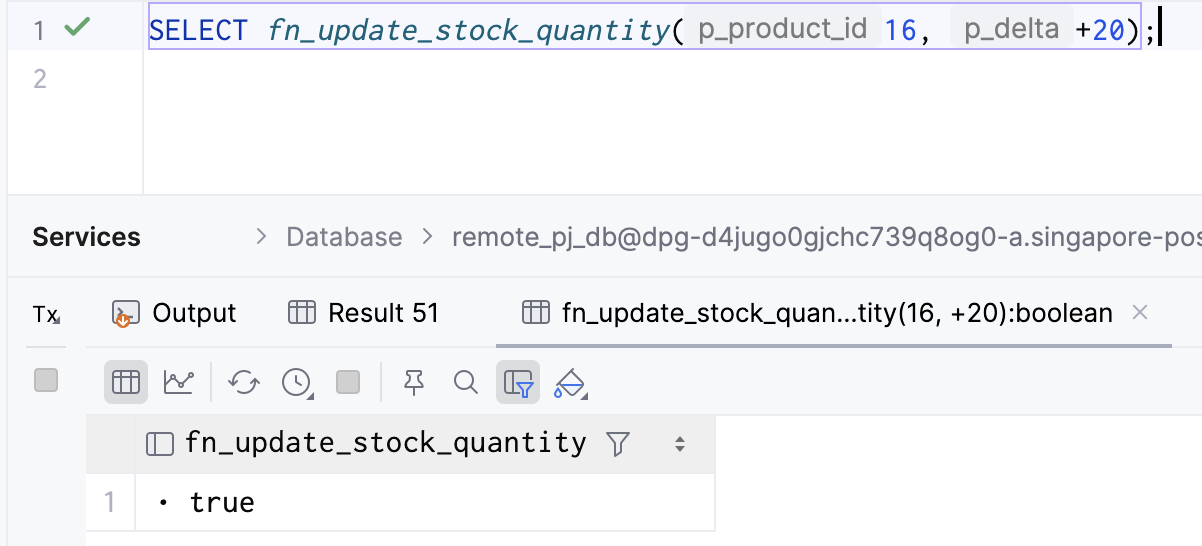 1 SELECT fn_update_stock_quantity( p_product_id 16, p_delta +20);
2
Services > Database > remote_pj_db@dpg-d4jugo0gjchc739q8og0-a.singapore-pos
Tx Output Result 51 fn_update_stock_quan...tity(16, +20):boolean
fn_update_stock_quantity
1 · true